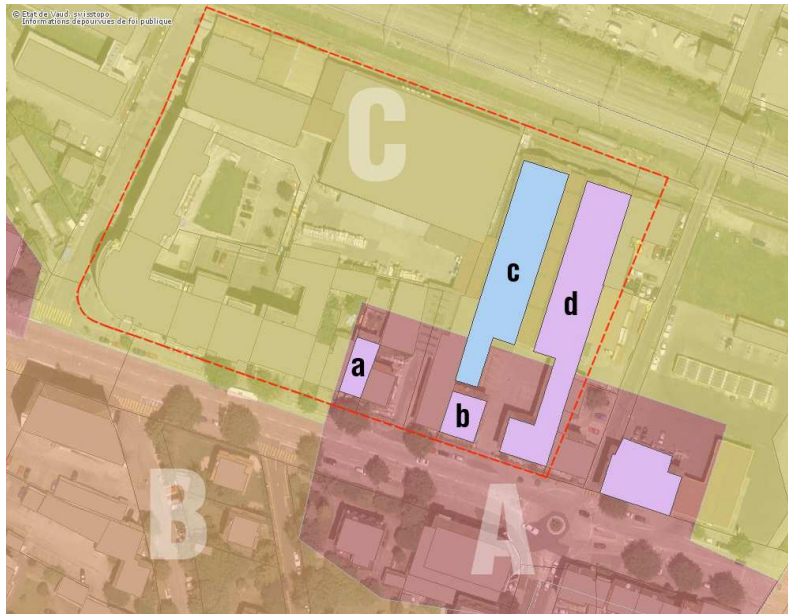 © Etat de Vaud, swisstopo
Informations dépourvues de foi publique
C
c
d
a
b
B
A